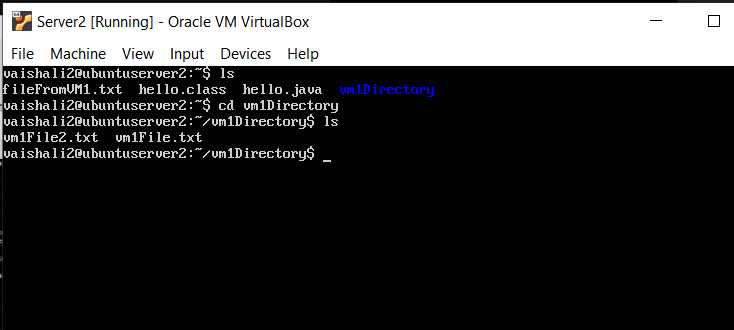 Server2 [Running] - Oracle VM VirtualBox
File Machine View Input Devices Help
vaishali2@ubuntuserver2:~$ ls
fileFromVM1.txt hello.class hello.java vm1Directory
vaishali2@ubuntuserver2:~$ cd vm1Directory
vaishali2@ubuntuserver2:~/vm1Directory$ ls
vm1File2.txt vm1File.txt
vaishali2@ubuntuserver2:~/vm1Directory$ _